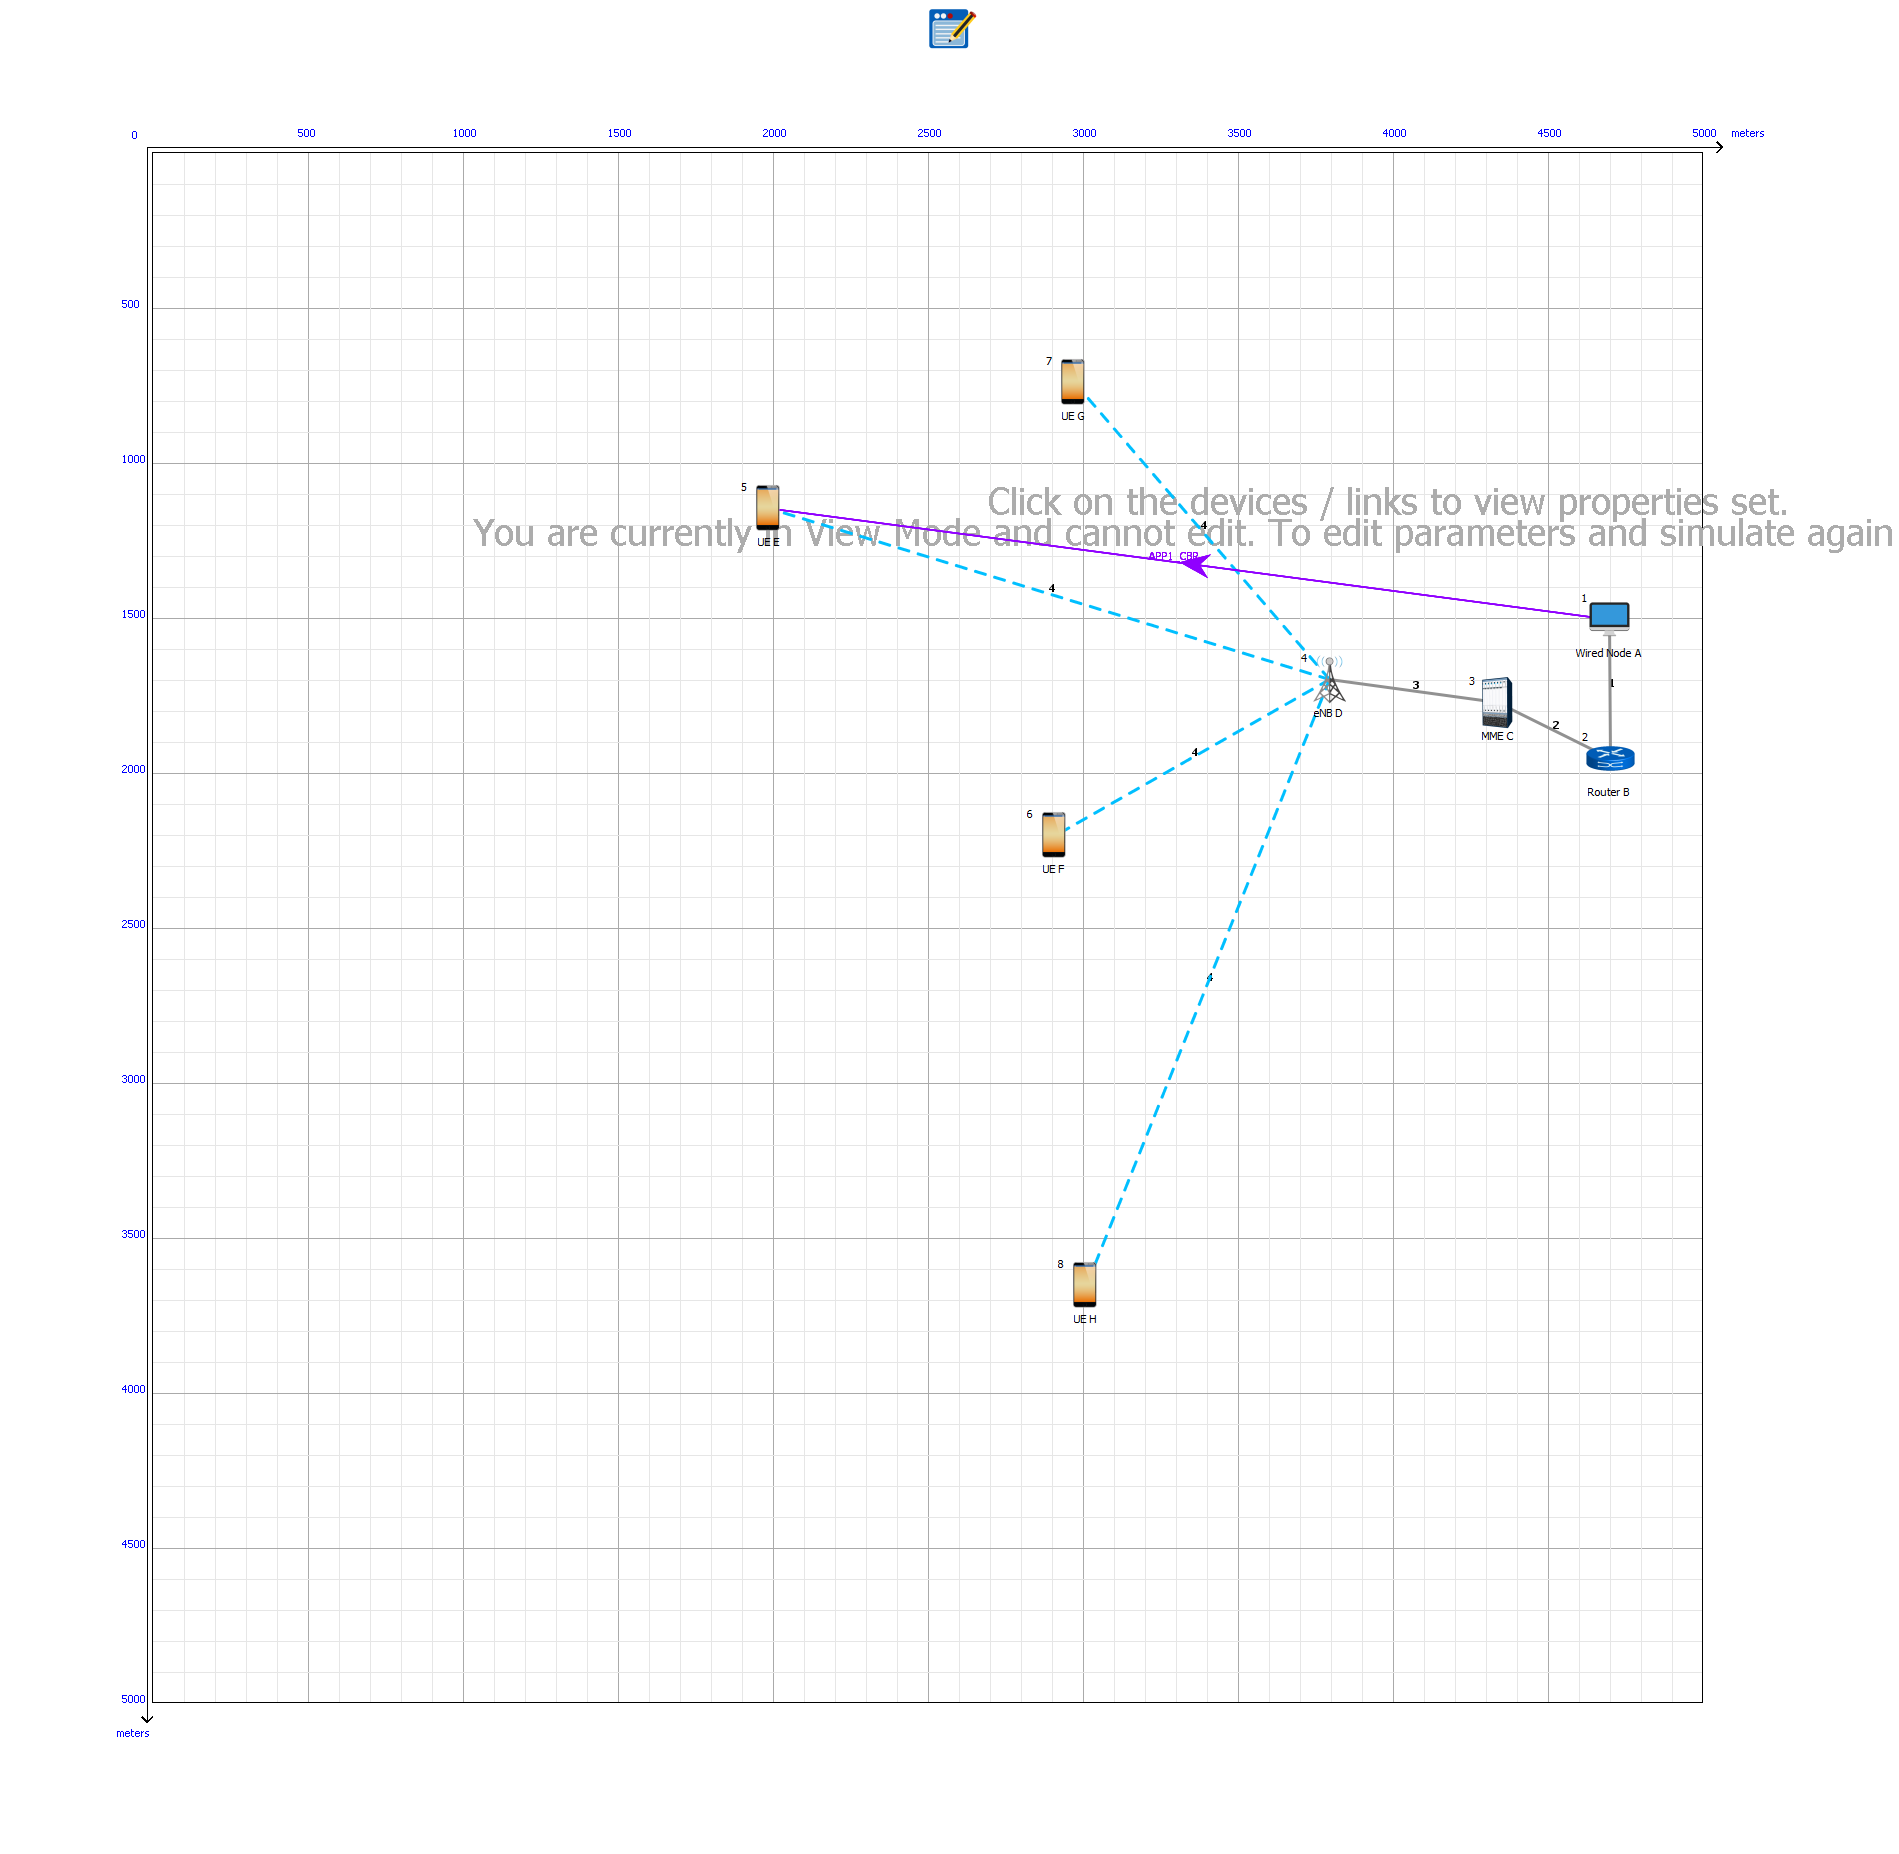 0 500 1000 1500 2000 2500 3000 3500 4000 4500 5000 meters
500
7
UE G
1000
5
Click on the devices / links to view properties set.
4
You are currently in View Mode and cannot edit. To edit parameters and simulate again
UE E
APP1_CBR
4
1
1500
Wired Node A
4
3
3
1
eNB D
2
MME C
2
4
2000
Router B
6
UE F
2500
4
3000
3500
8
UE H
4000
4500
5000
meters